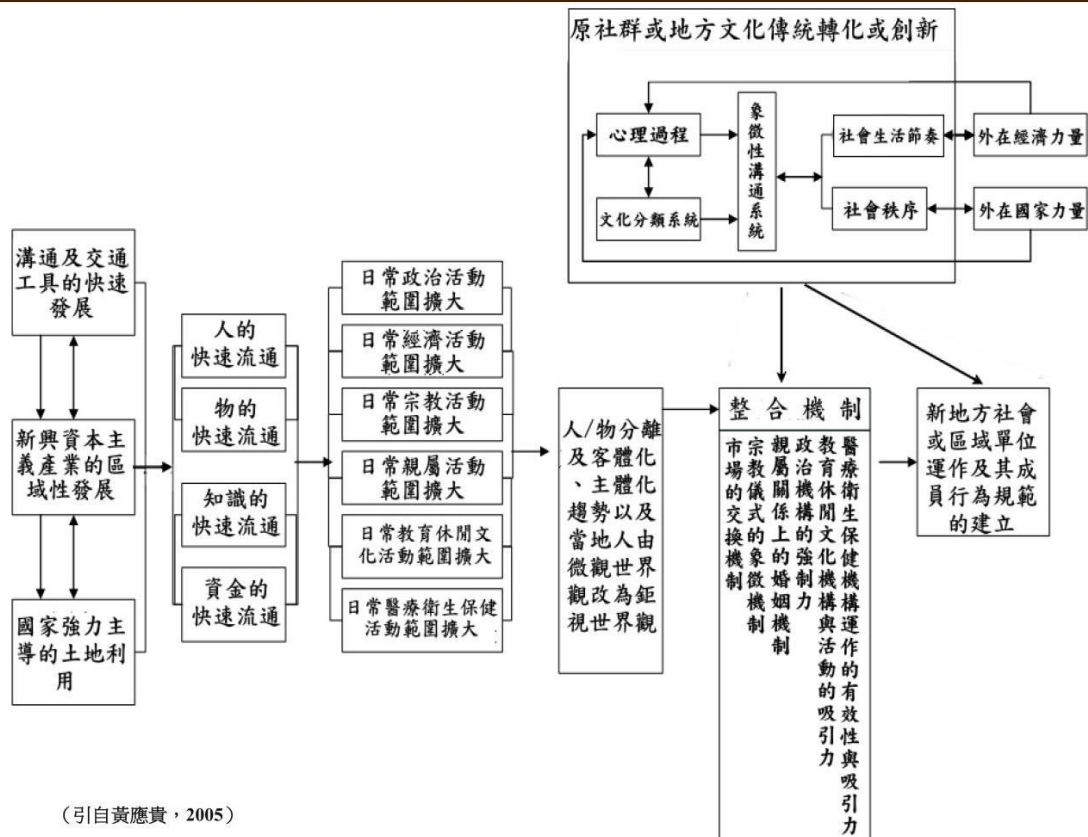 原社群或地方文化傳統轉化或創新
心理過程
文化分類系統
象徵性溝通系統
社會生活節奏
外在經濟力量
社會秩序
外在國家力量
溝通及交通
工具的快速
發展
新興資本主
義產業的區
域性發展
國家強力主
導的土地利
用
人的
快速流通
物的
快速流通
知識的
快速流通
資金的
快速流通
日常政治活動
範圍擴大
日常經濟活動
範圍擴大
日常宗教活動
範圍擴大
日常親屬活動
範圍擴大
日常教育休閒文
化活動範圍擴大
日常醫療衛生保健
活動範圍擴大
人/物分離
及客體化
、主體化
趨勢以及
當地人由
微觀世界
觀改為鉅
視世界觀
整合機制
醫療衛生保健機構運作的有效性與吸引力
教育休閒文化機構與活動的吸引力
政治機構的強制力
親屬關係上的婚姻機制
宗教儀式的象徵機制
市場的交換機制
新地方社會
或區域單位
運作及其成
員行為規範
的建立
（引自黃應貴，2005）